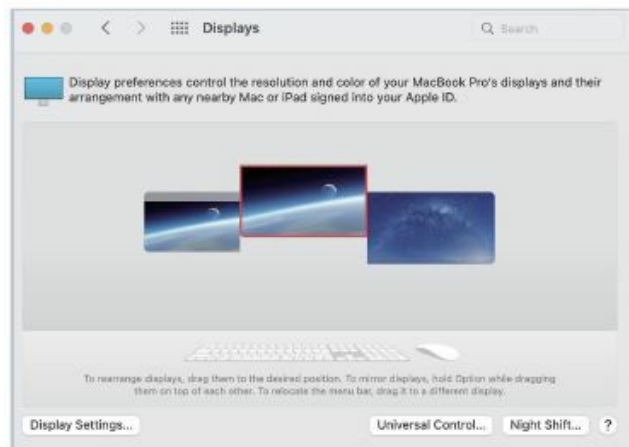 Displays
Search
Display preferences control the resolution and color of your MacBook Pro's displays and their
arrangement with any nearby Mac or iPad signed into your Apple ID.
To rearrange displays, drag them to the desired position. To mirror displays, hold Option while dragging
them on top of each other. To relocate the menu bar, drag it to a different display.
Display Settings...
Universal Control...
Night Shift...
?